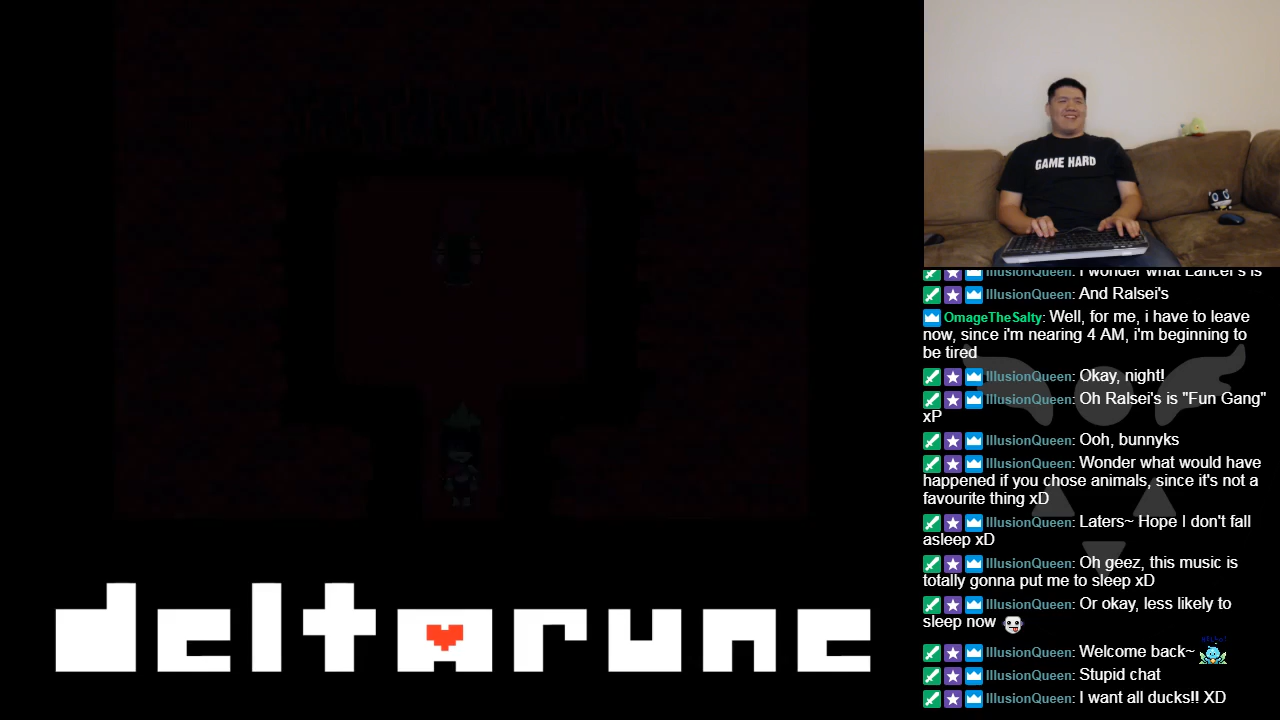 GAME HARD
IllusionQueen: I wonder what Lancer's is
IllusionQueen: And Ralsei's
OmageTheSalty: Well, for me, i have to leave
now, since i'm nearing 4 AM, i'm beginning to
be tired
IllusionQueen: Okay, night!
IllusionQueen: Oh Ralsei's is "Fun Gang"
xP
IllusionQueen: Ooh, bunnyks
IllusionQueen: Wonder what would have
happened if you chose animals, since it's not a
favourite thing xD
IllusionQueen: Laters~ Hope I don't fall
asleep xD
IllusionQueen: Oh geez, this music is
totally gonna put me to sleep xD
IllusionQueen: Or okay, less likely to
sleep now
IllusionQueen: Welcome back~
IllusionQueen: Stupid chat
IllusionQueen: I want all ducks!! XD
deltarune